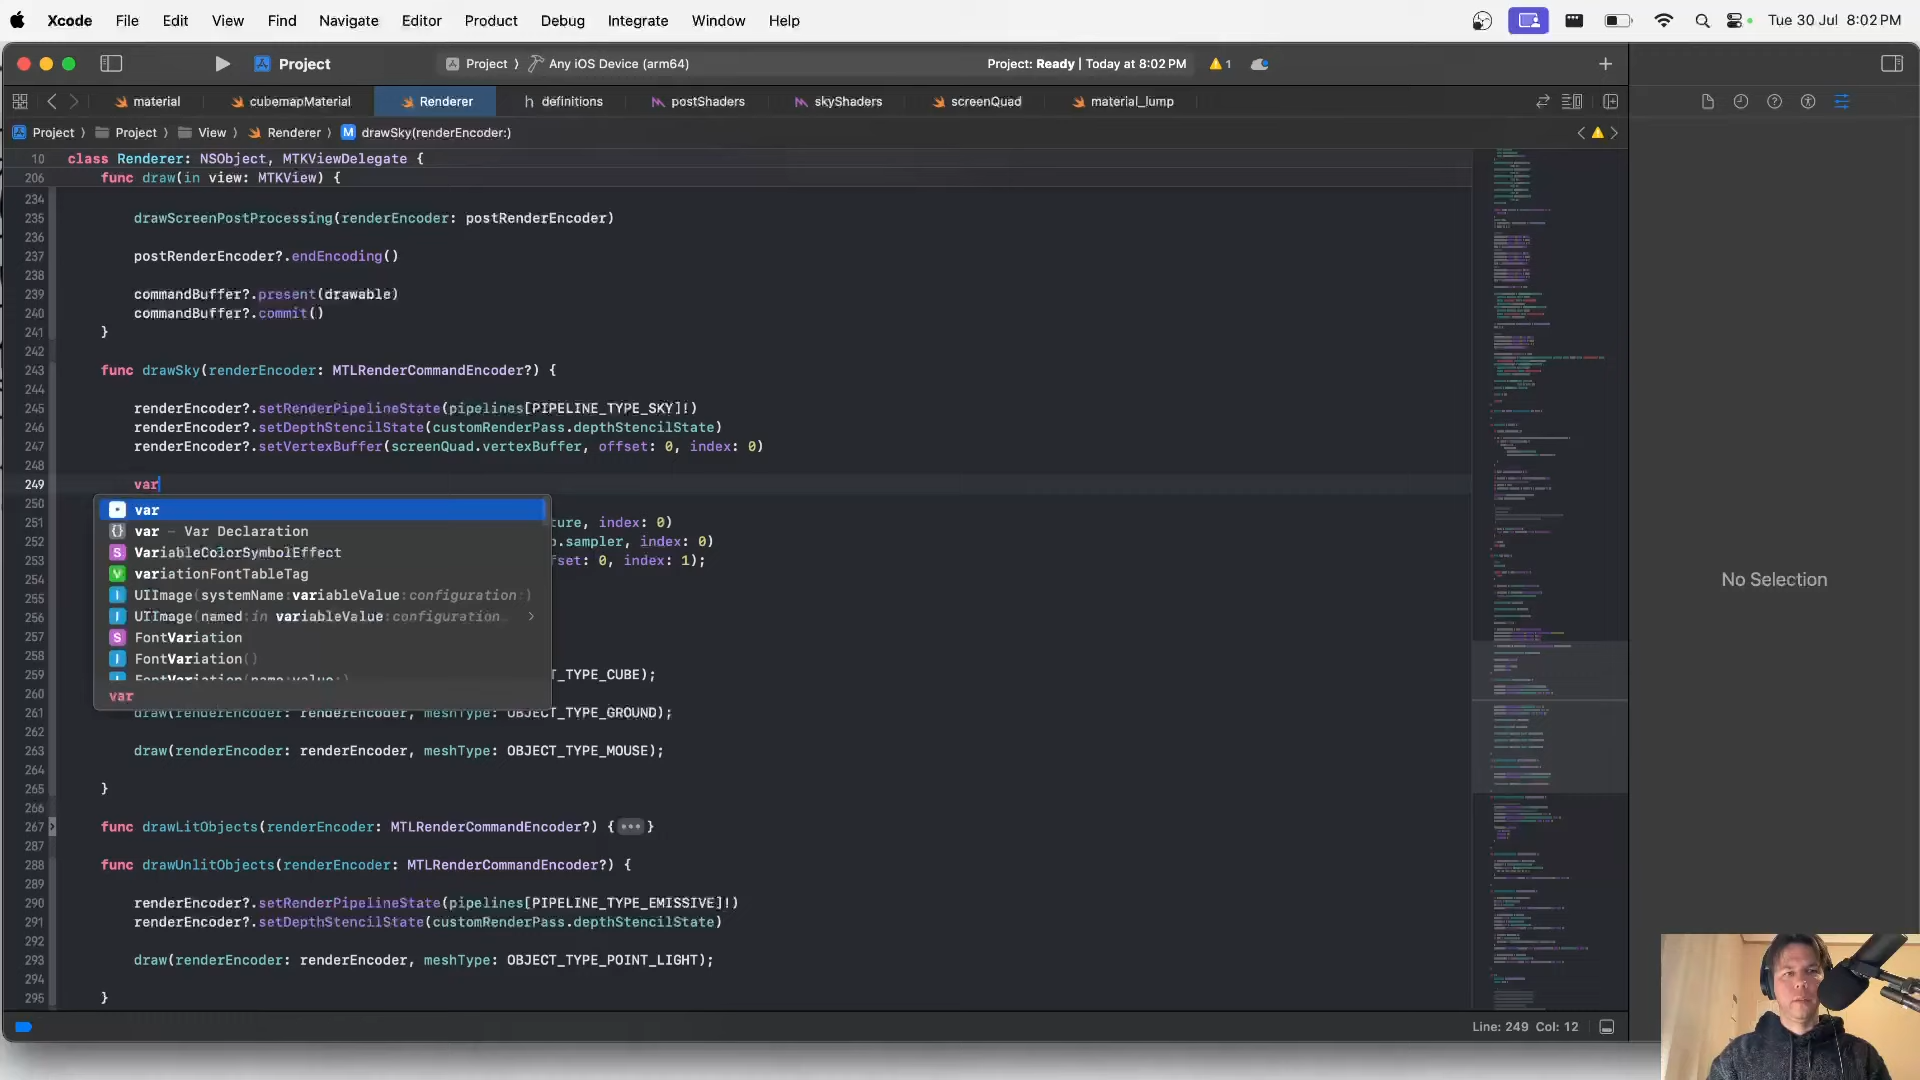 Xcode File Edit View Find Navigate Editor Product Debug Integrate Window Help Tue 30 Jul 8:02 PM
Project Project Any iOS Device (arm64) Project: Ready | Today at 8:02 PM 1
material cubemapMaterial Renderer definitions postShaders skyShaders screenQuad material_lump
Project Project View Renderer M drawSky(renderEncoder:)
10 class Renderer: NSObject, MTKViewDelegate {
206 func draw(in view: MTKView) {
234
235 drawScreenPostProcessing(renderEncoder: postRenderEncoder)
236
237 postRenderEncoder?.endEncoding()
238
239 commandBuffer?.present(drawable)
240 commandBuffer?.commit()
241 }
242
243 func drawSky(renderEncoder: MTLRenderCommandEncoder?) {
244
245 renderEncoder?.setRenderPipelineState(pipelines[PIPELINE_TYPE_SKY]!)
246 renderEncoder?.setDepthStencilState(customRenderPass.depthStencilState)
247 renderEncoder?.setVertexBuffer(screenQuad.vertexBuffer, offset: 0, index: 0)
248
249 var
250 var
251 var – Var Declaration ture, index: 0)
252 S VariableColorSymbolEffect .sampler, index: 0)
253 V variationFontTableTag fset: 0, index: 1);
254 I UIImage(systemName:variableValue:configuration:)
255
256 I UIImage(named:in variableValue:configuration
257 S FontVariation
258 I FontVariation()
259 T_TYPE_CUBE);
260 I FontVariation(name:value:)
var
261 draw(renderEncoder: renderEncoder, meshType: OBJECT_TYPE_GROUND);
262
263 draw(renderEncoder: renderEncoder, meshType: OBJECT_TYPE_MOUSE);
264
265 }
266
267 func drawLitObjects(renderEncoder: MTLRenderCommandEncoder?) {•••}
287
288 func drawUnlitObjects(renderEncoder: MTLRenderCommandEncoder?) {
289
290 renderEncoder?.setRenderPipelineState(pipelines[PIPELINE_TYPE_EMISSIVE]!)
291 renderEncoder?.setDepthStencilState(customRenderPass.depthStencilState)
292
293 draw(renderEncoder: renderEncoder, meshType: OBJECT_TYPE_POINT_LIGHT);
294
295 }
No Selection
Line: 249 Col: 12